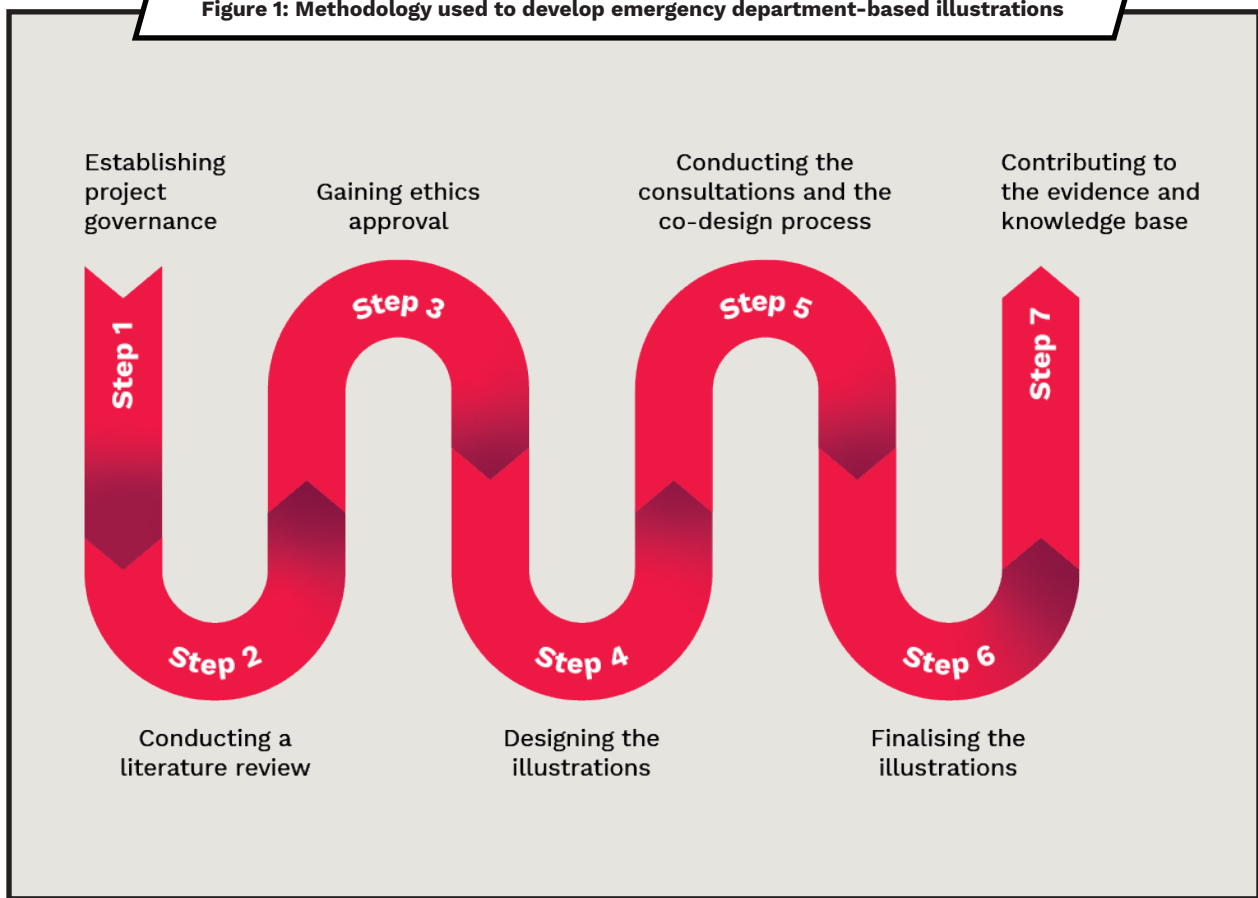 Figure 1: Methodology used to develop emergency department-based illustrations
Establishing
project
governance
Gaining ethics
approval
Conducting the
consultations and the
co-design process
Contributing to
the evidence and
knowledge base
Step 1
Step 3
Step 5
Step 7
Step 2
Step 4
Step 6
Conducting a
literature review
Designing the
illustrations
Finalising the
illustrations